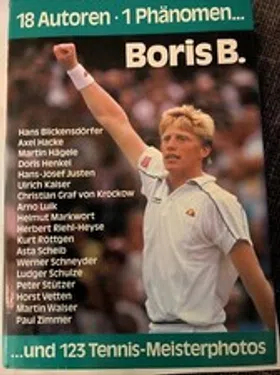 18 Autoren · 1 Phänomen...
Boris B.
Hans Blickensdörfer
Axel Hacke
Martin Hägele
Doris Henkel
Hans-Josef Justen
Ulrich Kaiser
Christian Graf von Krockow
Arno Luik
Helmut Markwort
Herbert Riehl-Heyse
Kurt Röttgen
Asta Scheib
Werner Schneyder
Ludger Schulze
Peter Stützer
Horst Vetten
Martin Walser
Paul Zimmer
...und 123 Tennis-Meisterphotos